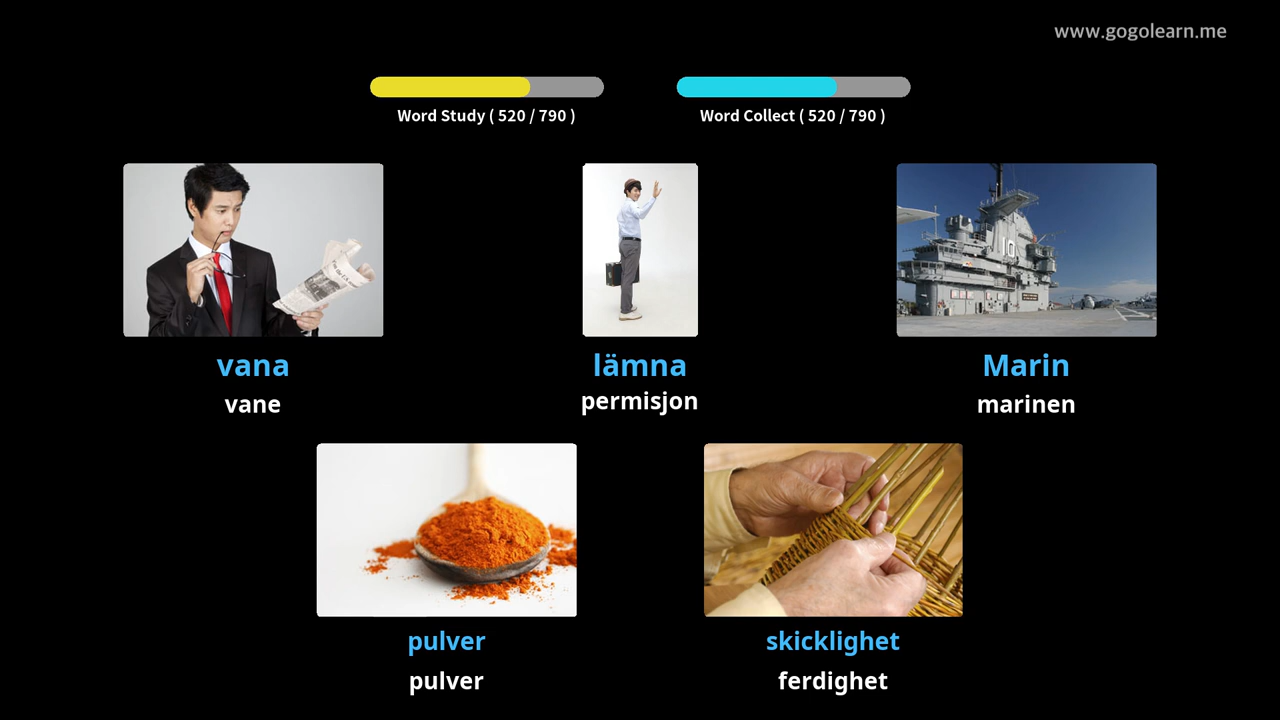 www.gogolearn.me
Word Study ( 520 / 790 )
Word Collect ( 520 / 790 )
10
vana
lämna
Marin
vane
permisjon
marinen
pulver
skicklighet
pulver
ferdighet